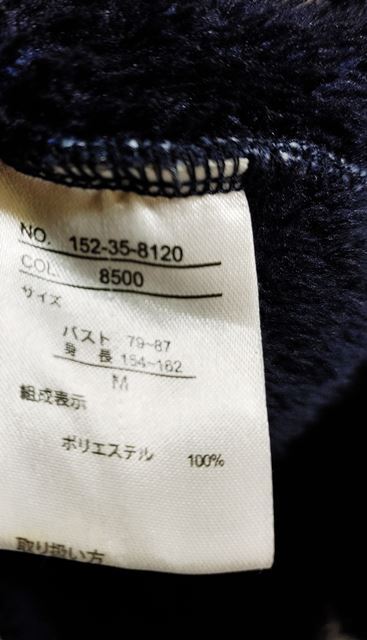 NO. 152-35-8120
COL. 8500
サイズ
バスト 79~87
身 長 154~162
M
組成表示
ポリエステル 100%
取り扱い方